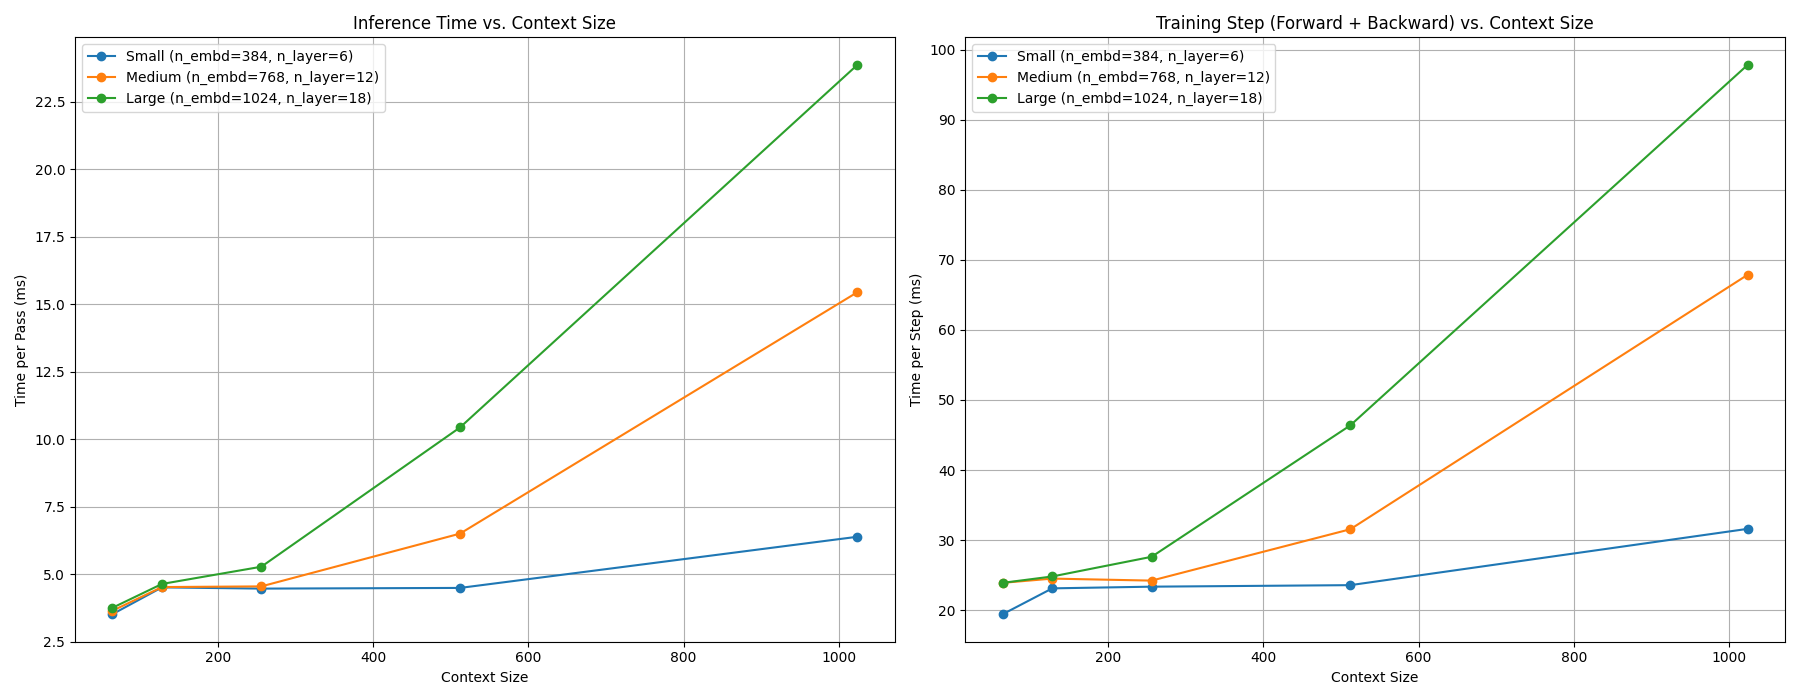 Inference Time vs. Context Size
Small (n_embd=384, n_layer=6)
Medium (n_embd=768, n_layer=12)
Large (n_embd=1024, n_layer=18)
Time per Pass (ms)
22.5
20.0
17.5
15.0
12.5
10.0
7.5
5.0
2.5
200
400
600
800
1000
Context Size
Training Step (Forward + Backward) vs. Context Size
Small (n_embd=384, n_layer=6)
Medium (n_embd=768, n_layer=12)
Large (n_embd=1024, n_layer=18)
Time per Step (ms)
100
90
80
70
60
50
40
30
20
200
400
600
800
1000
Context Size